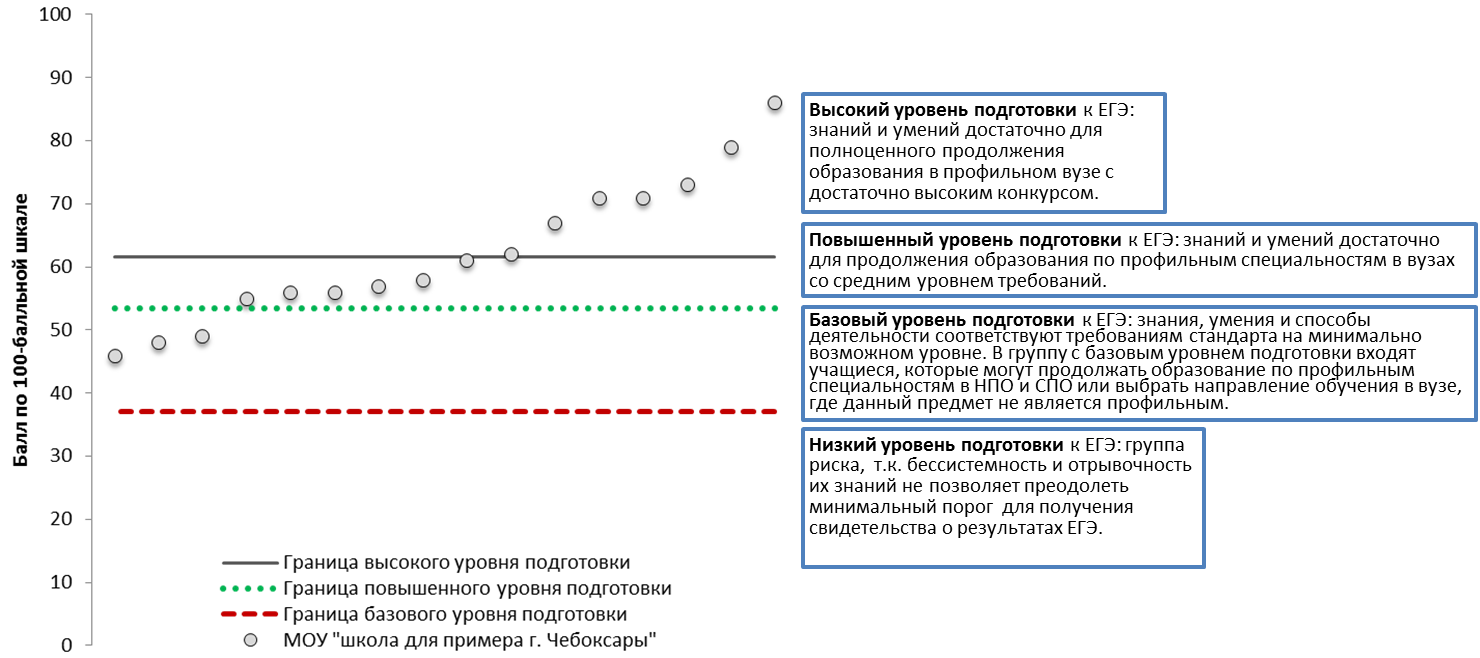 100
90
80
70
60
50
40
30
20
10
0
Балл по 100-балльной шкале
Граница высокого уровня подготовки
Граница повышенного уровня подготовки
Граница базового уровня подготовки
МОУ "школа для примера г. Чебоксары"
Высокий уровень подготовки к ЕГЭ:
знаний и умений достаточно для
полноценного продолжения
образования в профильном вузе с
достаточно высоким конкурсом.
Повышенный уровень подготовки к ЕГЭ: знаний и умений достаточно
для продолжения образования по профильным специальностям в вузах
со средним уровнем требований.
Базовый уровень подготовки к ЕГЭ: знания, умения и способы
деятельности соответствуют требованиям стандарта на минимально
возможном уровне. В группу с базовым уровнем подготовки входят
учащиеся, которые могут продолжать образование по профильным
специальностям в НПО и СПО или выбрать направление обучения в вузе,
где данный предмет не является профильным.
Низкий уровень подготовки к ЕГЭ: группа
риска, т.к. бессистемность и отрывочность
их знаний не позволяет преодолеть
минимальный порог для получения
свидетельства о результатах ЕГЭ.